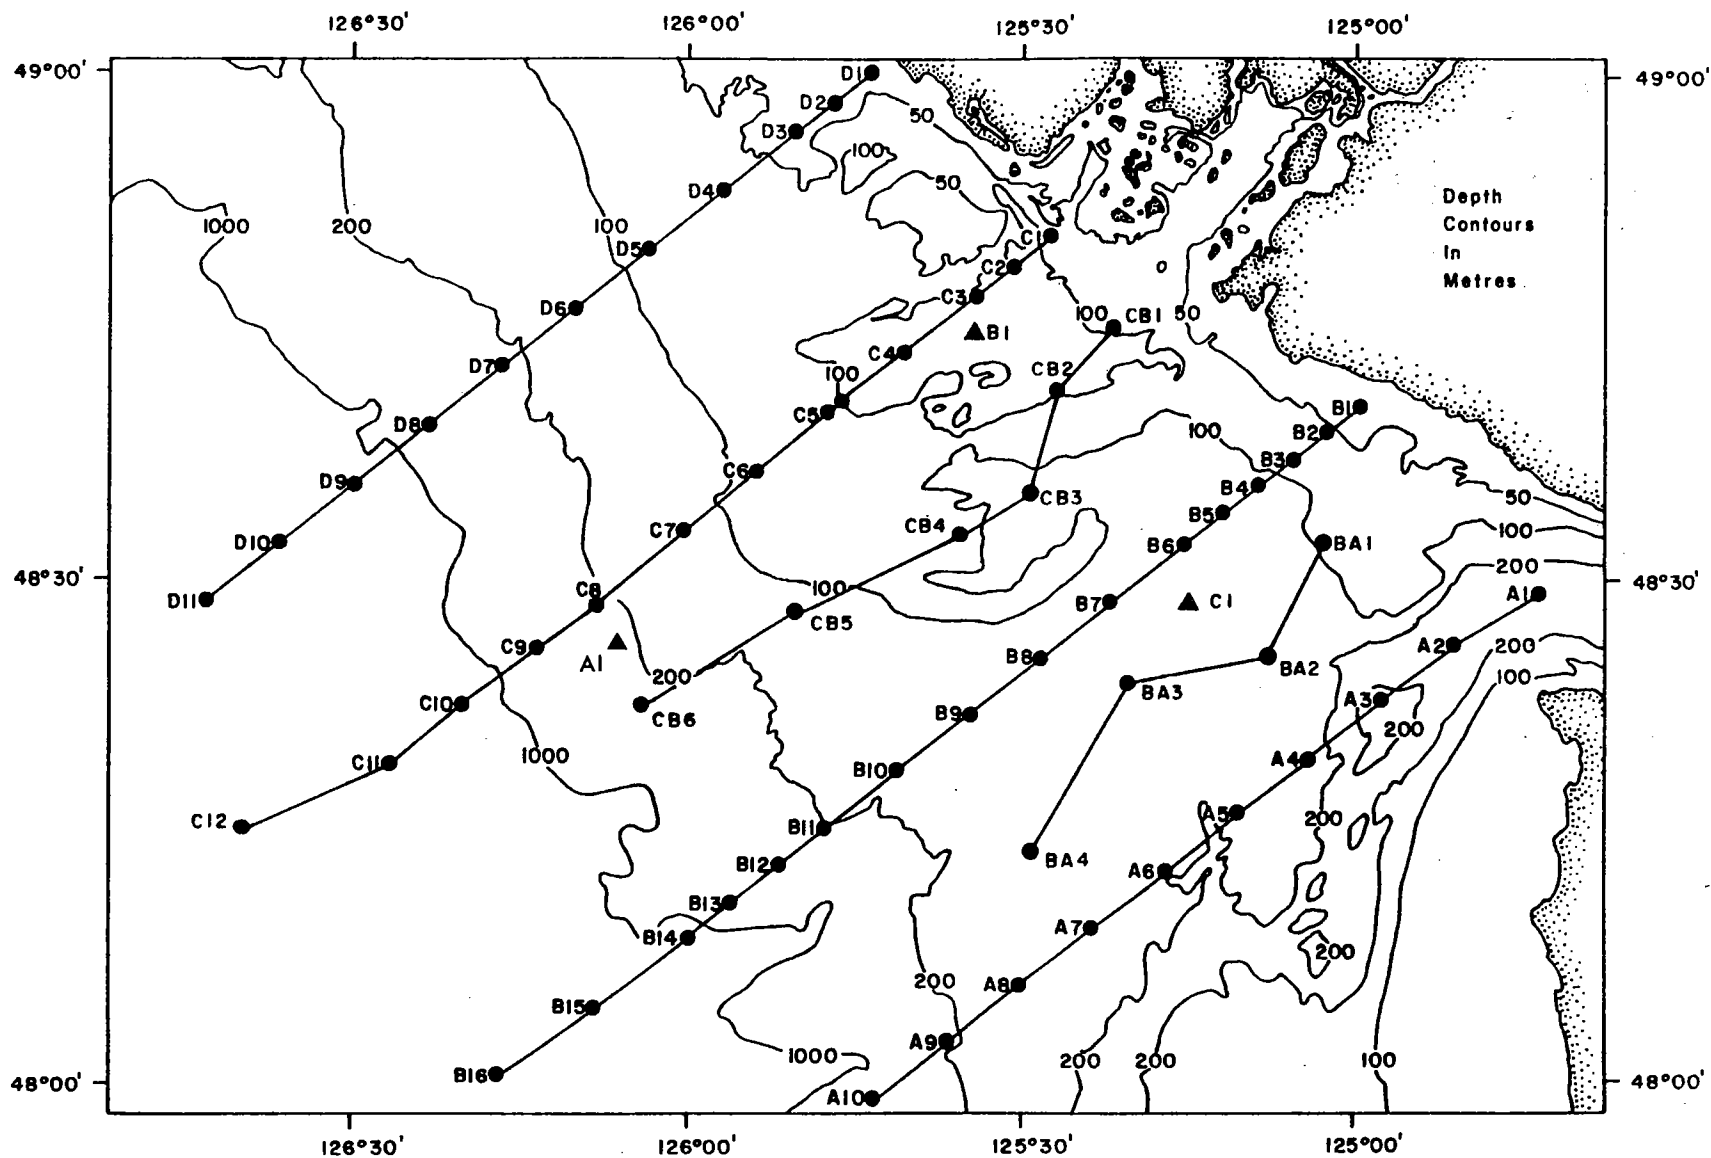 126°30'
126°00'
125°30'
125°00'
49°00'
49°00'
D1
D2
50
D3
100
D4
50
Depth
Contours
In
Metres
1000
200
100
D5
C1
C2
C3
D6
100
CB1
50
B1
C4
D7
CB2
100
C5
B1
D8
B2
100
C6
B3
D9
B4
CB3
50
CB4
B5
C7
100
D10
B6
BA1
200
48°30'
48°30'
D11
C8
100
B7
C1
A1
CB5
C9
A2
200
A1
B8
BA2
200
100
BA3
A3
C10
CB6
B9
200
1000
C11
B10
A4
C12
B11
A5
200
B12
BA4
A6
B13
B14
A7
200
200
A8
B15
A9
1000
200
200
100
B16
48°00'
48°00'
A10
126°30'
126°00'
125°30'
125°00'